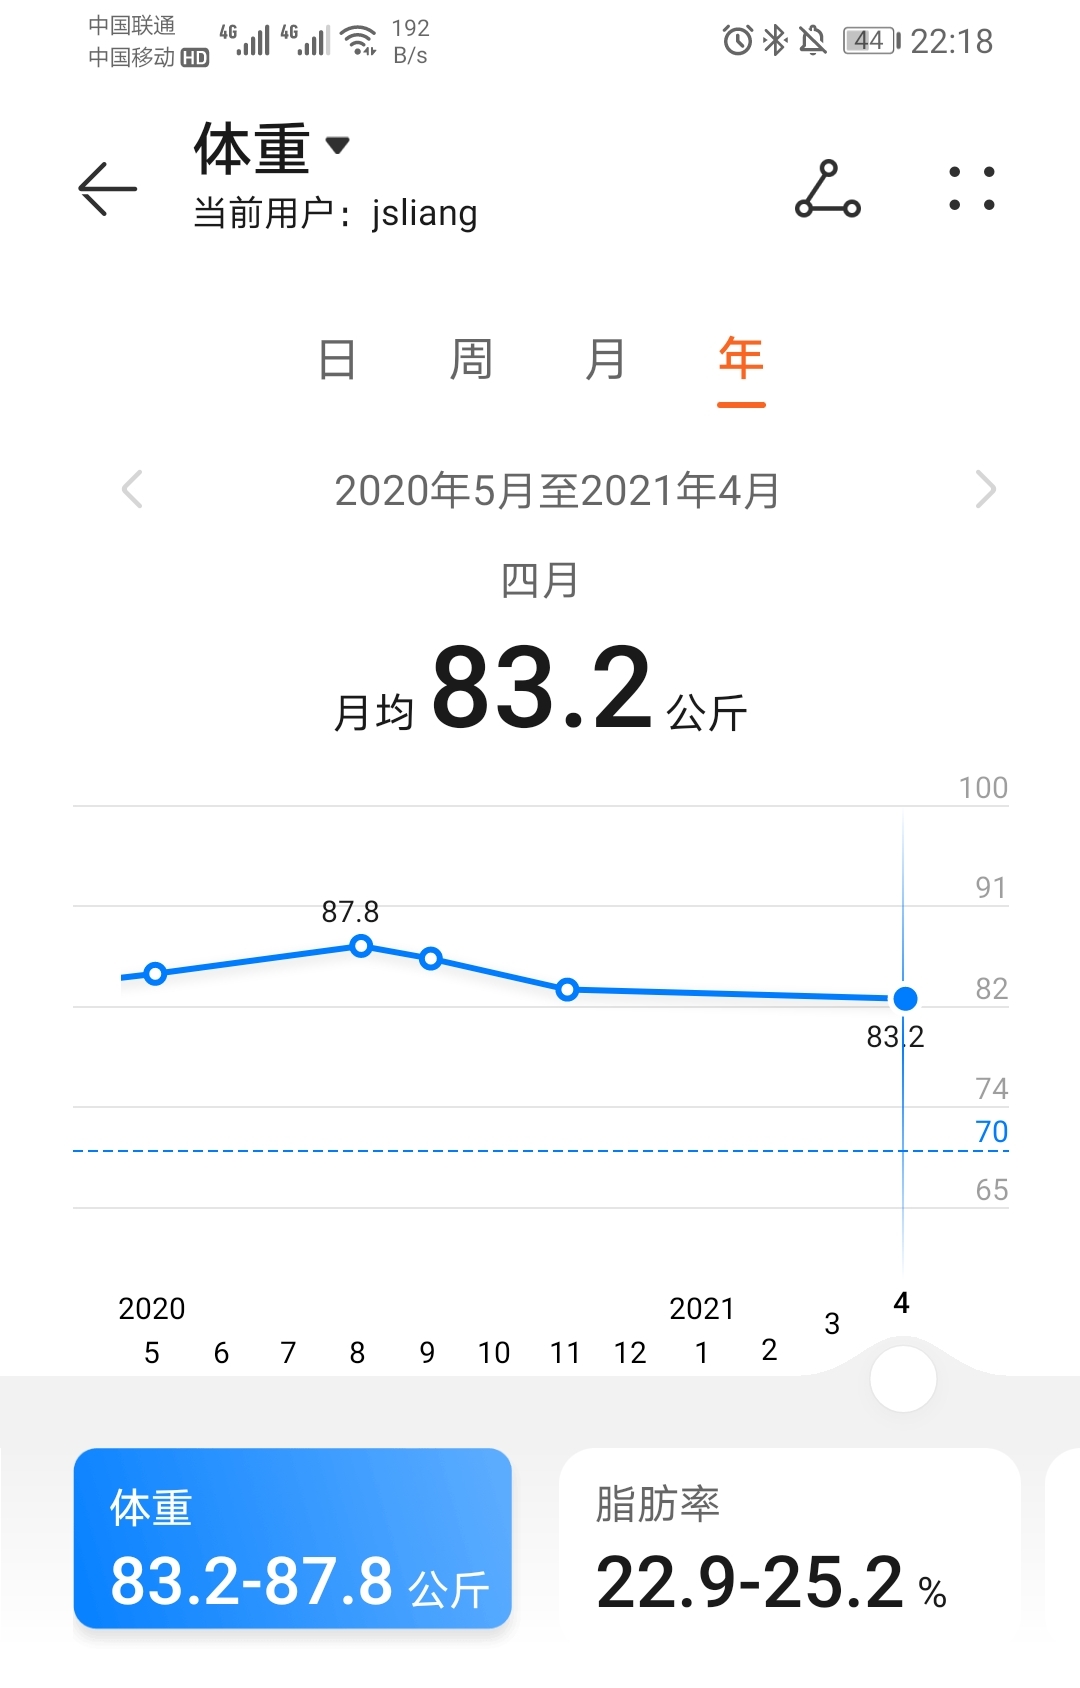 中国联通
中国移动 HD
4G 4G 192 B/s
44 22:18
体重
当前用户：jsliang
日 周 月 年
2020年5月至2021年4月
四月
月均 83.2 公斤
100
91
87.8
82
83.2
74
70
65
2020 2021
5 6 7 8 9 10 11 12 1 2 3 4
体重
83.2-87.8 公斤
脂肪率
22.9-25.2 %